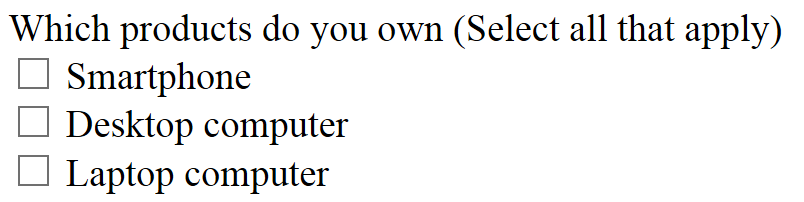 Which products do you own (Select all that apply)
Smartphone
Desktop computer
Laptop computer